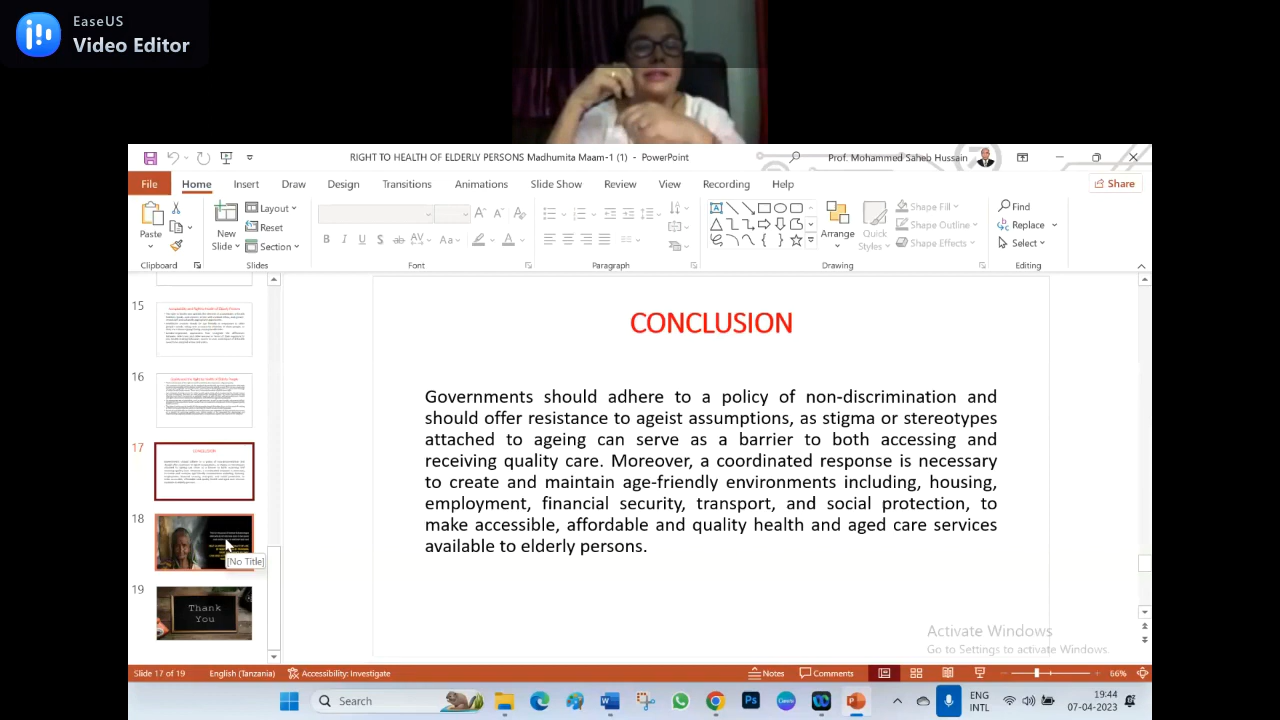 EaseUS
Video Editor
RIGHT TO HEALTH OF ELDERLY PERSONS Madhumita Maam-1 (1) - PowerPoint
Prof. Mohammed Saheb Hussain
File Home Insert Draw Design Transitions Animations Slide Show Review View Recording Help
Share
Paste
New
Slide
Layout
Reset
Section
B I U S ab AV Aa A
Arrange
Quick
Styles
Shape Fill
Shape Outline
Shape Effects
Find
Replace
Select
Clipboard Slides Font Paragraph Drawing Editing
15
16
17
18
[No Title]
19
Thank
You
CONCLUSION
Governments should adhere to a policy of non-discrimination and
should offer resistance to ageist assumptions, as stigma or stereotypes
attached to ageing can serve as a barrier to both accessing and
receiving quality care. Moreover, a coordinated response is necessary
to create and maintain age-friendly environments including, housing,
employment, financial security, transport, and social protection, to
make accessible, affordable and quality health and aged care services
available to elderly persons.
Activate Windows
Go to Settings to activate Windows.
Slide 17 of 19 English (Tanzania) Accessibility: Investigate Notes Comments 66%
Search
ENG
INTL
19:44
07-04-2023